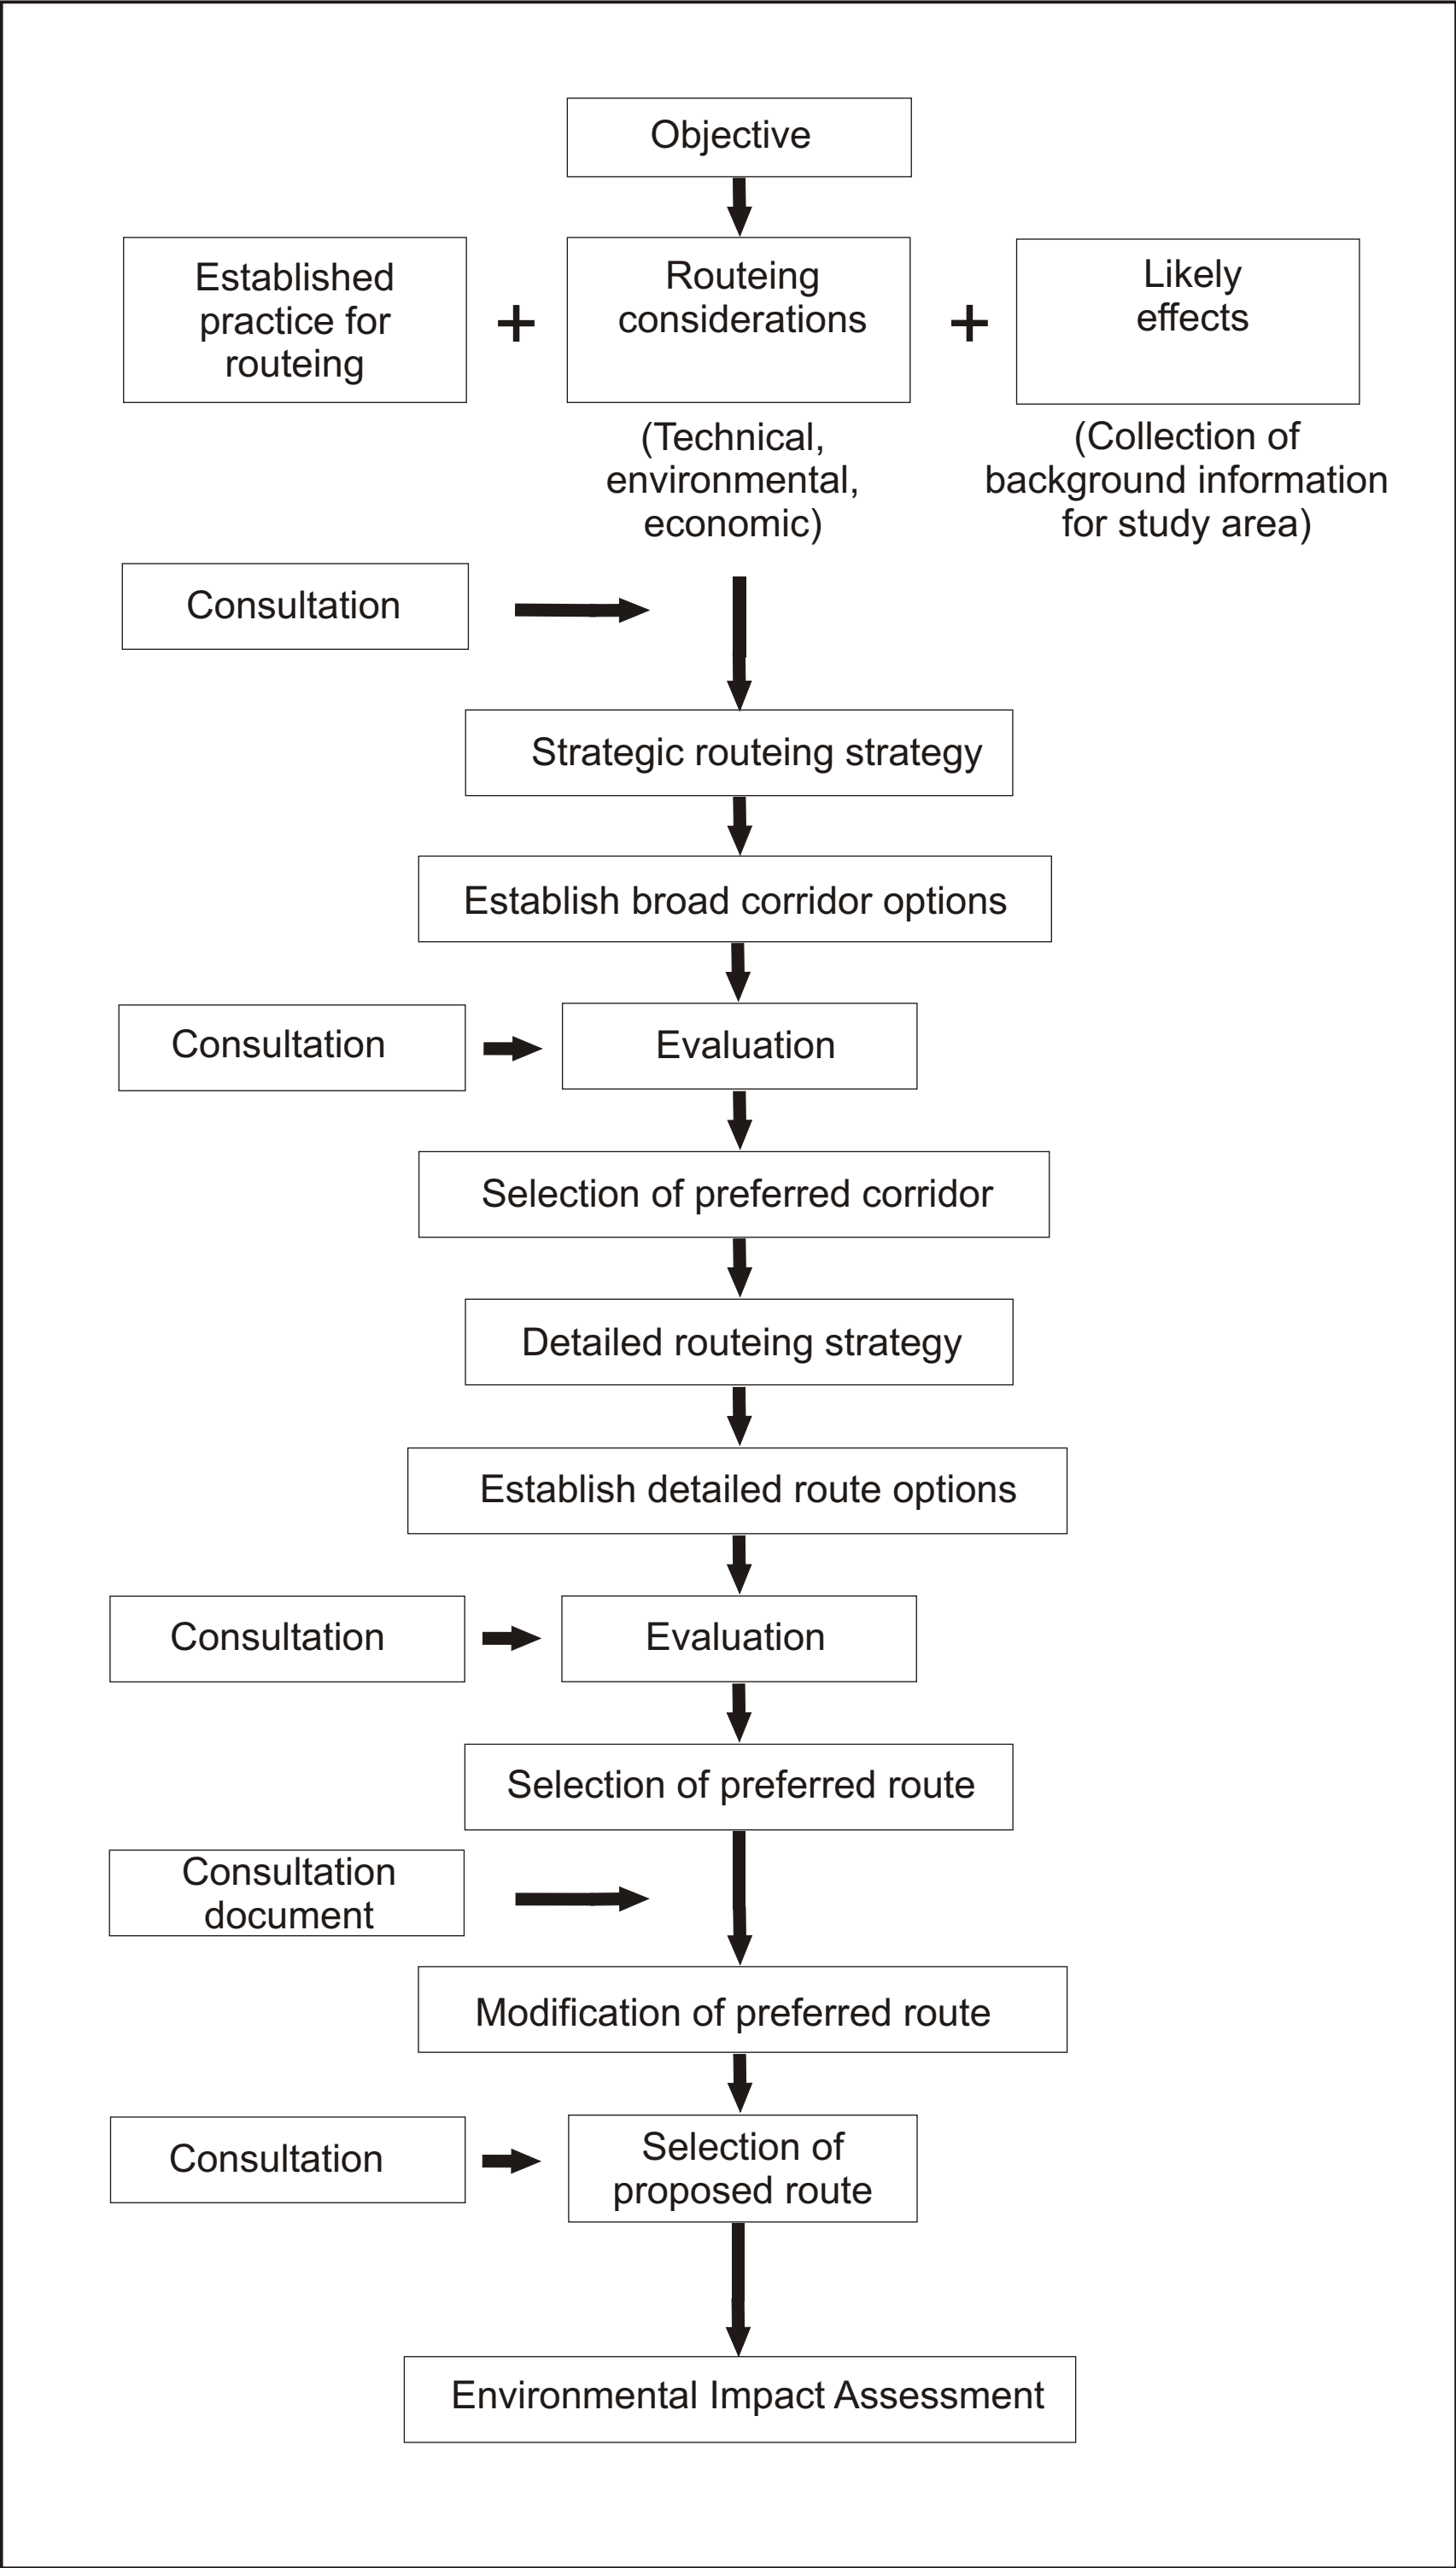 Objective
Established
practice for
routeing
+
Routeing
considerations
+
Likely
effects
(Technical,
environmental,
economic)
(Collection of
background information
for study area)
Consultation
Strategic routeing strategy
Establish broad corridor options
Consultation
Evaluation
Selection of preferred corridor
Detailed routeing strategy
Establish detailed route options
Consultation
Evaluation
Selection of preferred route
Consultation
document
Modification of preferred route
Consultation
Selection of
proposed route
Environmental Impact Assessment